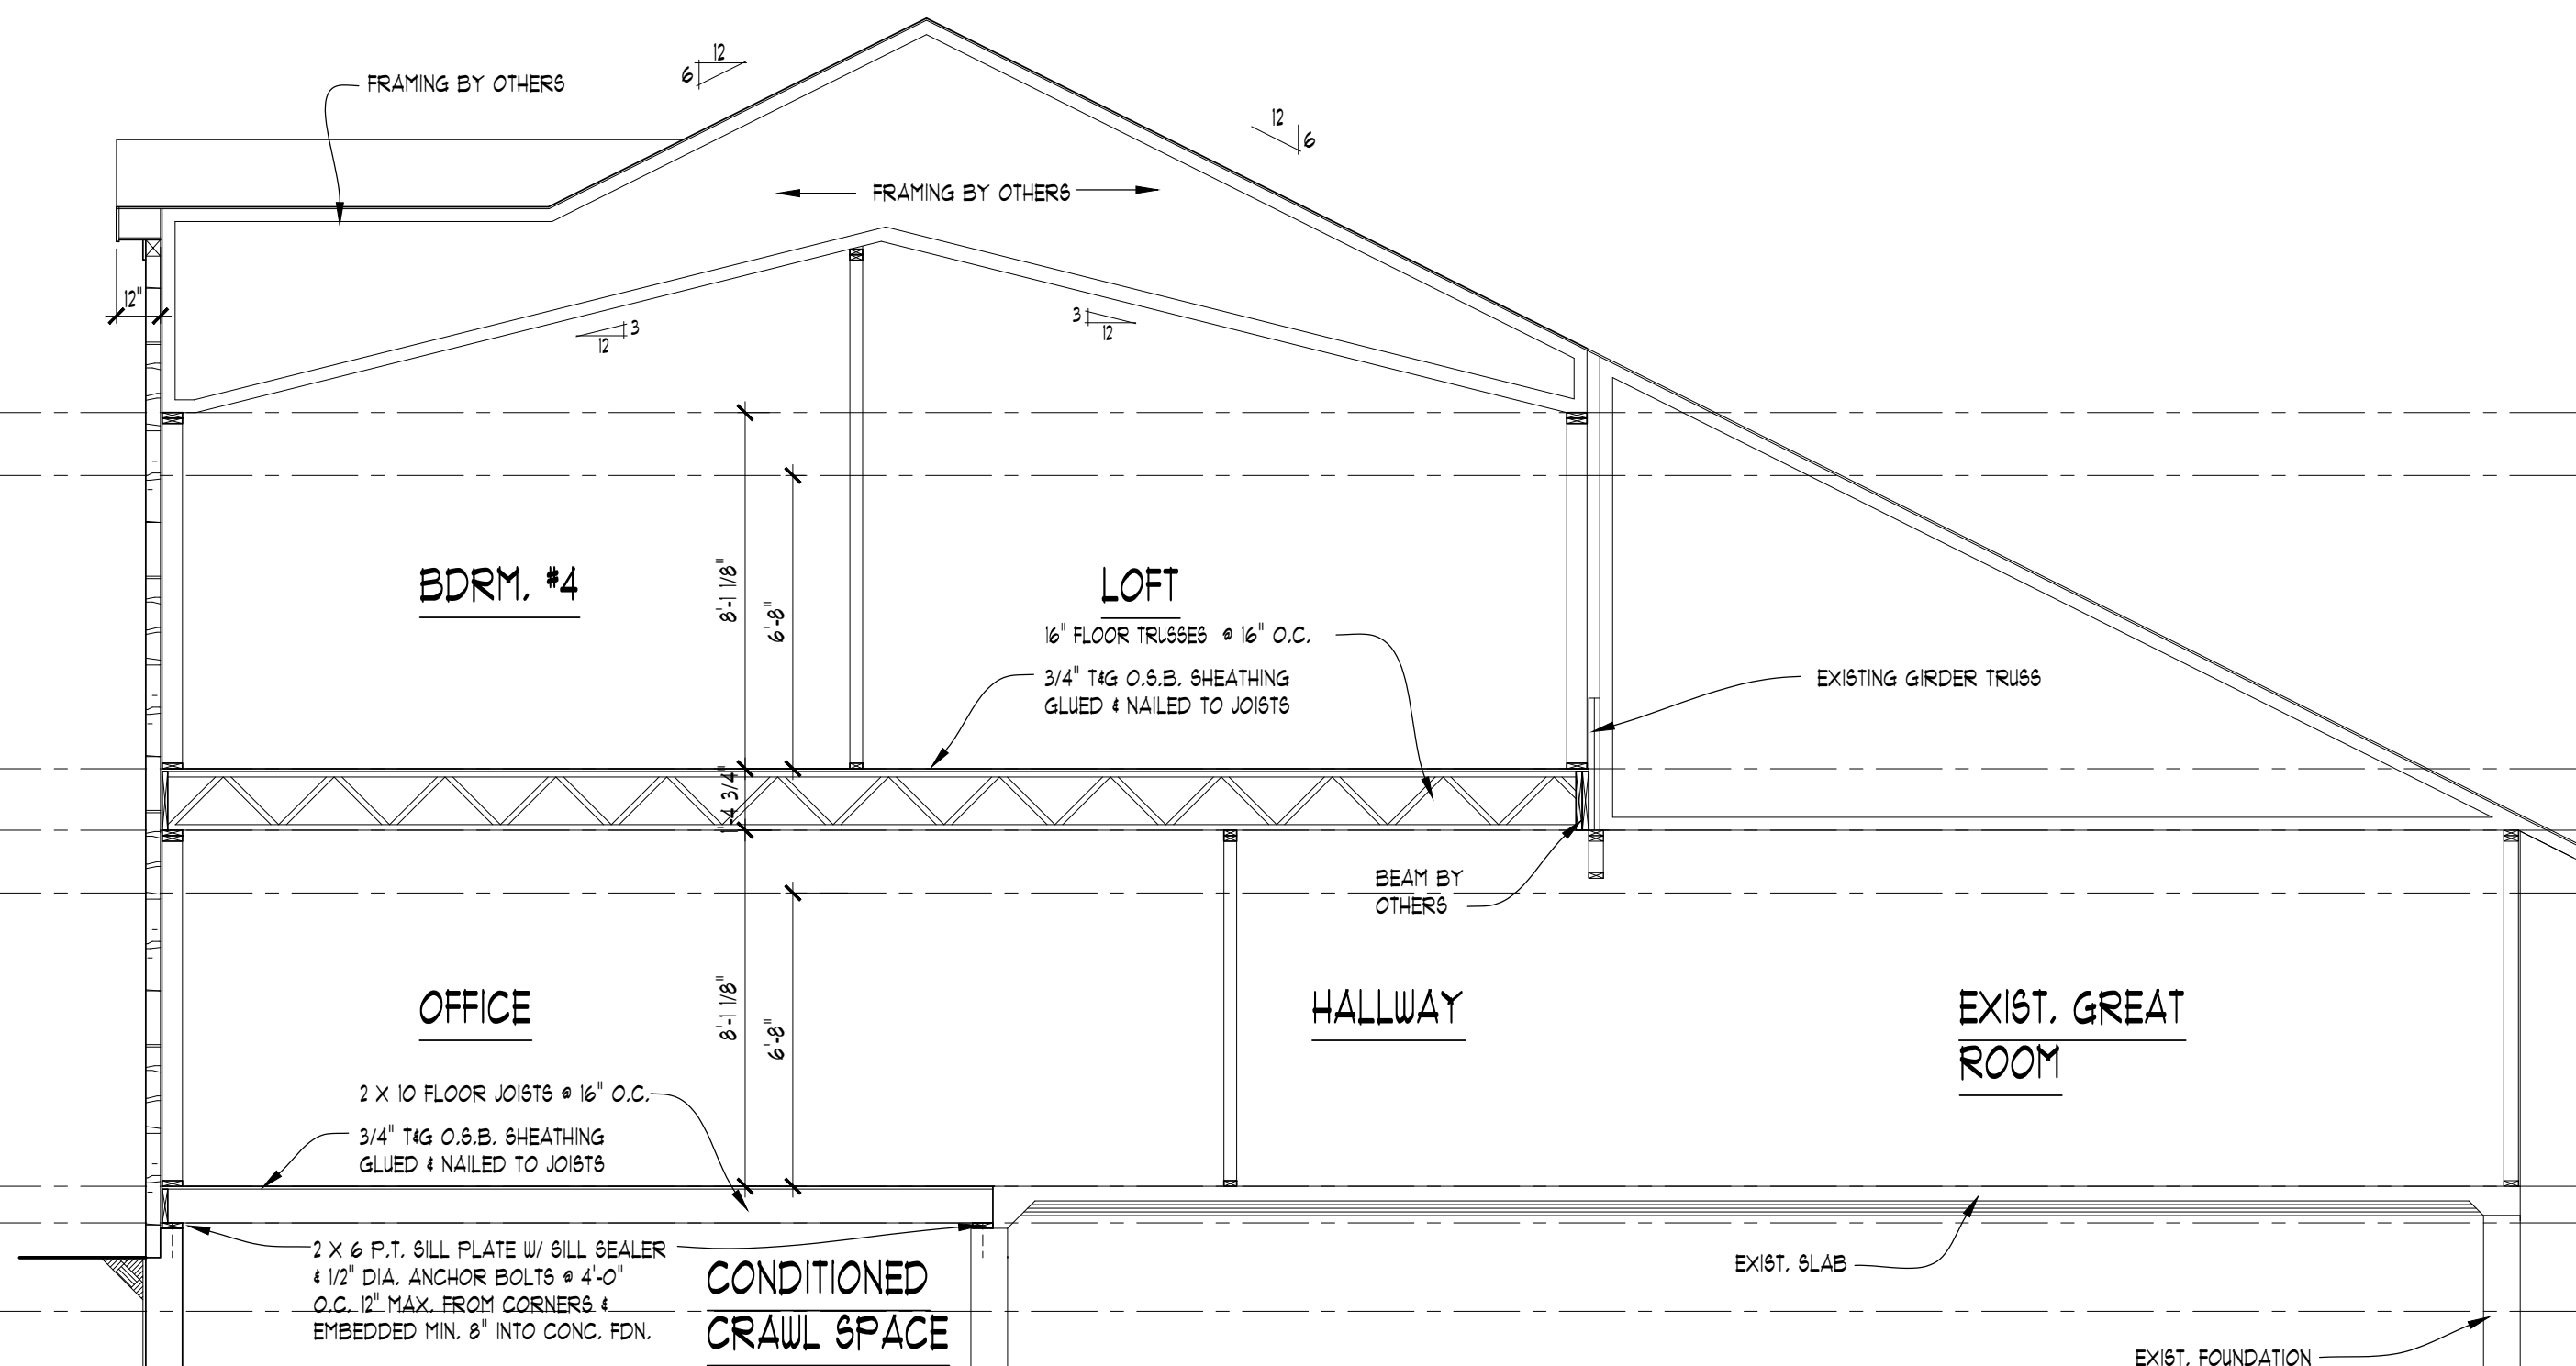 12
6
FRAMING BY OTHERS
12
6
FRAMING BY OTHERS
12"
3
12
3
12
BDRM. #4
8'-1 1/8"
6'-8"
LOFT
16" FLOOR TRUSSES @ 16" O.C.
3/4" T&G O.S.B. SHEATHING
GLUED & NAILED TO JOISTS
EXISTING GIRDER TRUSS
1'-4 3/4"
BEAM BY
OTHERS
OFFICE
8'-1 1/8"
6'-8"
HALLWAY
EXIST. GREAT
ROOM
2 X 10 FLOOR JOISTS @ 16" O.C.
3/4" T&G O.S.B. SHEATHING
GLUED & NAILED TO JOISTS
2 X 6 P.T. SILL PLATE W/ SILL SEALER
& 1/2" DIA. ANCHOR BOLTS @ 4'-0"
O.C. 12" MAX. FROM CORNERS &
EMBEDDED MIN. 8" INTO CONC. FDN.
CONDITIONED
CRAWL SPACE
EXIST. SLAB
EXIST. FOUNDATION